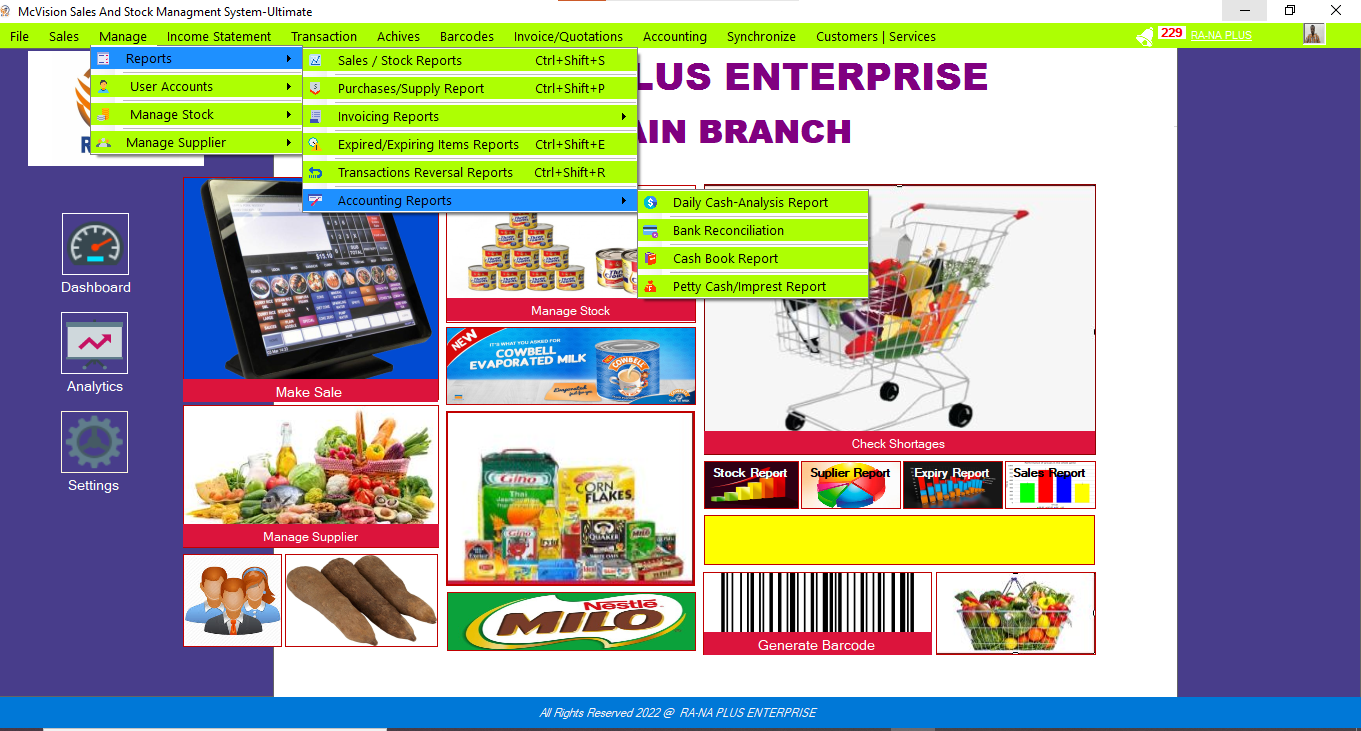 McVision Sales And Stock Managment System-Ultimate
File Sales Manage Income Statement Transaction Achives Barcodes Invoice/Quotations Accounting Synchronize Customers | Services 229 RA-NA PLUS
Reports
User Accounts
Manage Stock
Manage Supplier
Sales / Stock Reports Ctrl+Shift+S
Purchases/Supply Report Ctrl+Shift+P
Invoicing Reports
Expired/Expiring Items Reports Ctrl+Shift+E
Transactions Reversal Reports Ctrl+Shift+R
Accounting Reports
Daily Cash-Analysis Report
Bank Reconciliation
Cash Book Report
Petty Cash/Imprest Report
LUS ENTERPRISE
AIN BRANCH
Dashboard
Analytics
Settings
$15.10
Make Sale
Manage Stock
NEW
IT'S WHAT YOU ASKED FOR
COWBELL
EVAPORATED MILK
COWBELL
Check Shortages
Stock Report Suplier Report Expiry Report Sales Report
Manage Supplier
Gino
Thai
CORN
FLAKES
Gino
QUAKER
MILO
Nestlé
MILO
Generate Barcode
All Rights Reserved 2022 @ RA-NA PLUS ENTERPRISE